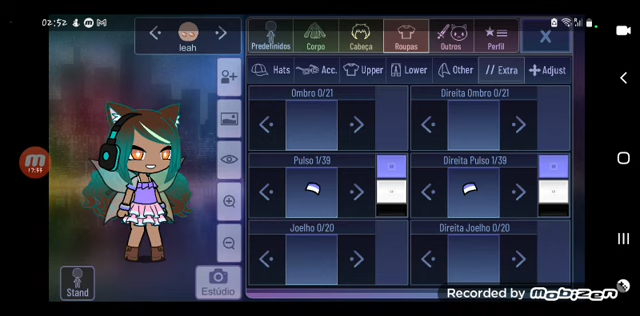 02:52
leah
Predefinidos
Corpo
Cabeça
Roupas
Outros
Perfil
X
Hats
Acc.
Upper
Lower
Other
Extra
Adjust
Ombro 0/21
Direita Ombro 0/21
Pulso 1/39
Direita Pulso 1/39
Joelho 0/20
Direita Joelho 0/20
Stand
Estúdio
Recorded by Mobizen